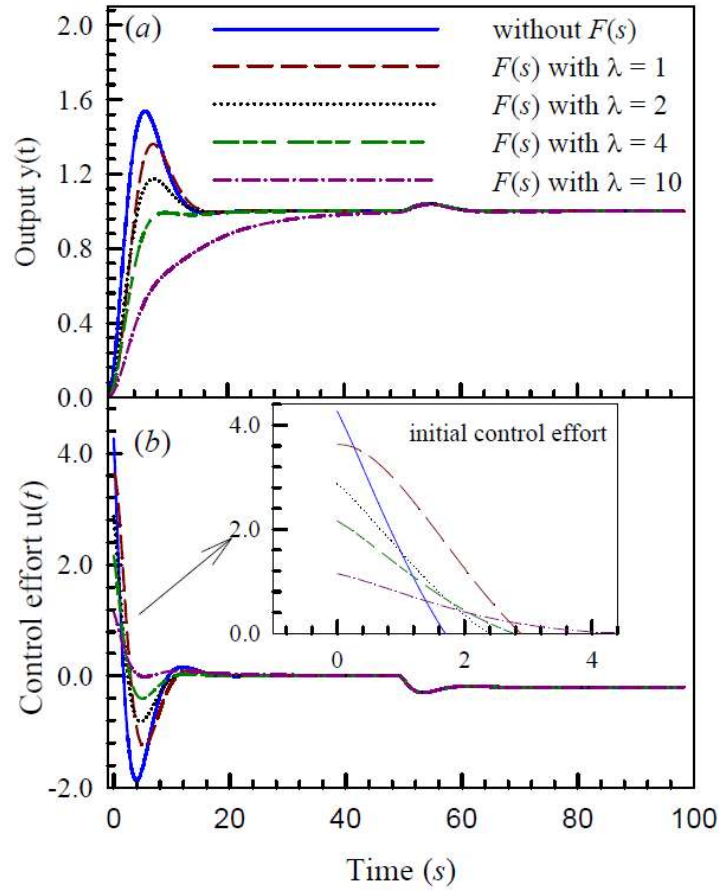 2.0
(a)
without F(s)
F(s) with λ = 1
1.6
F(s) with λ = 2
F(s) with λ = 4
1.2
F(s) with λ = 10
0.8
0.4
0.0
Output y(t)
(b)
initial control effort
4.0
4.0
2.0
2.0
0.0
0 2 4
0.0
-2.0
Control effort u(t)
0 20 40 60 80 100
Time (s)